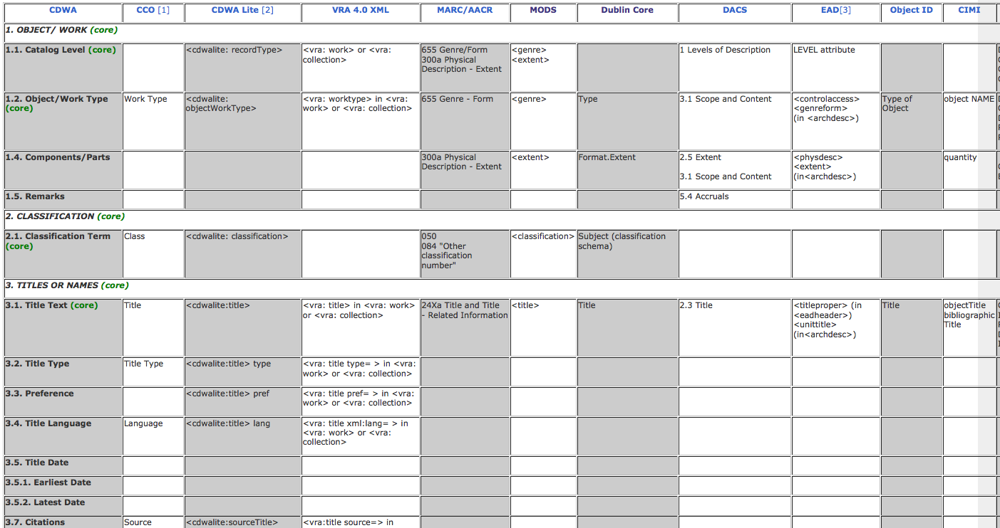 CDWA CCO [1] CDWA Lite [2] VRA 4.0 XML MARC/AACR MODS Dublin Core DACS EAD[3] Object ID CIMI
1. OBJECT/ WORK (core)
1.1. Catalog Level (core) <cdwalite: recordType> <vra: work> or <vra: 655 Genre/Form <genre> 1 Levels of Description LEVEL attribute
collection> 300a Physical <extent>
Description - Extent
1.2. Object/Work Type Work Type <cdwalite: <vra: worktype> in <vra: 655 Genre - Form <genre> Type 3.1 Scope and Content <controlaccess> Type of object NAME
(core) objectWorkType> work> or <vra: collection> <genreform> Object
(in <archdesc>)
1.4. Components/Parts 300a Physical <extent> Format.Extent 2.5 Extent <physdesc> quantity
Description - Extent <extent>
3.1 Scope and Content (in<archdesc>)
1.5. Remarks 5.4 Accruals
2. CLASSIFICATION (core)
2.1. Classification Term Class <cdwalite: classification> 050 <classification> Subject (classification
(core) 084 "Other schema)
classification
number"
3. TITLES OR NAMES (core)
3.1. Title Text (core) Title <cdwalite:title> <vra: title> in <vra: work> 24Xa Title and Title <title> Title 2.3 Title <titleproper> (in Title objectTitle
or <vra: collection> - Related Information <eadheader>) bibliographic
<unittitle> Title
(in<archdesc>)
3.2. Title Type Title Type <cdwalite:title> type <vra: title type= > in <vra:
work> or <vra: collection>
3.3. Preference <cdwalite:title> pref <vra: title pref= > in <vra:
work> or <vra: collection>
3.4. Title Language Language <cdwalite:title> lang <vra: title xml:lang= > in
<vra: work> or <vra:
collection>
3.5. Title Date
3.5.1. Earliest Date
3.5.2. Latest Date
3.7. Citations Source <cdwalite:sourceTitle> <vra:title source=> in